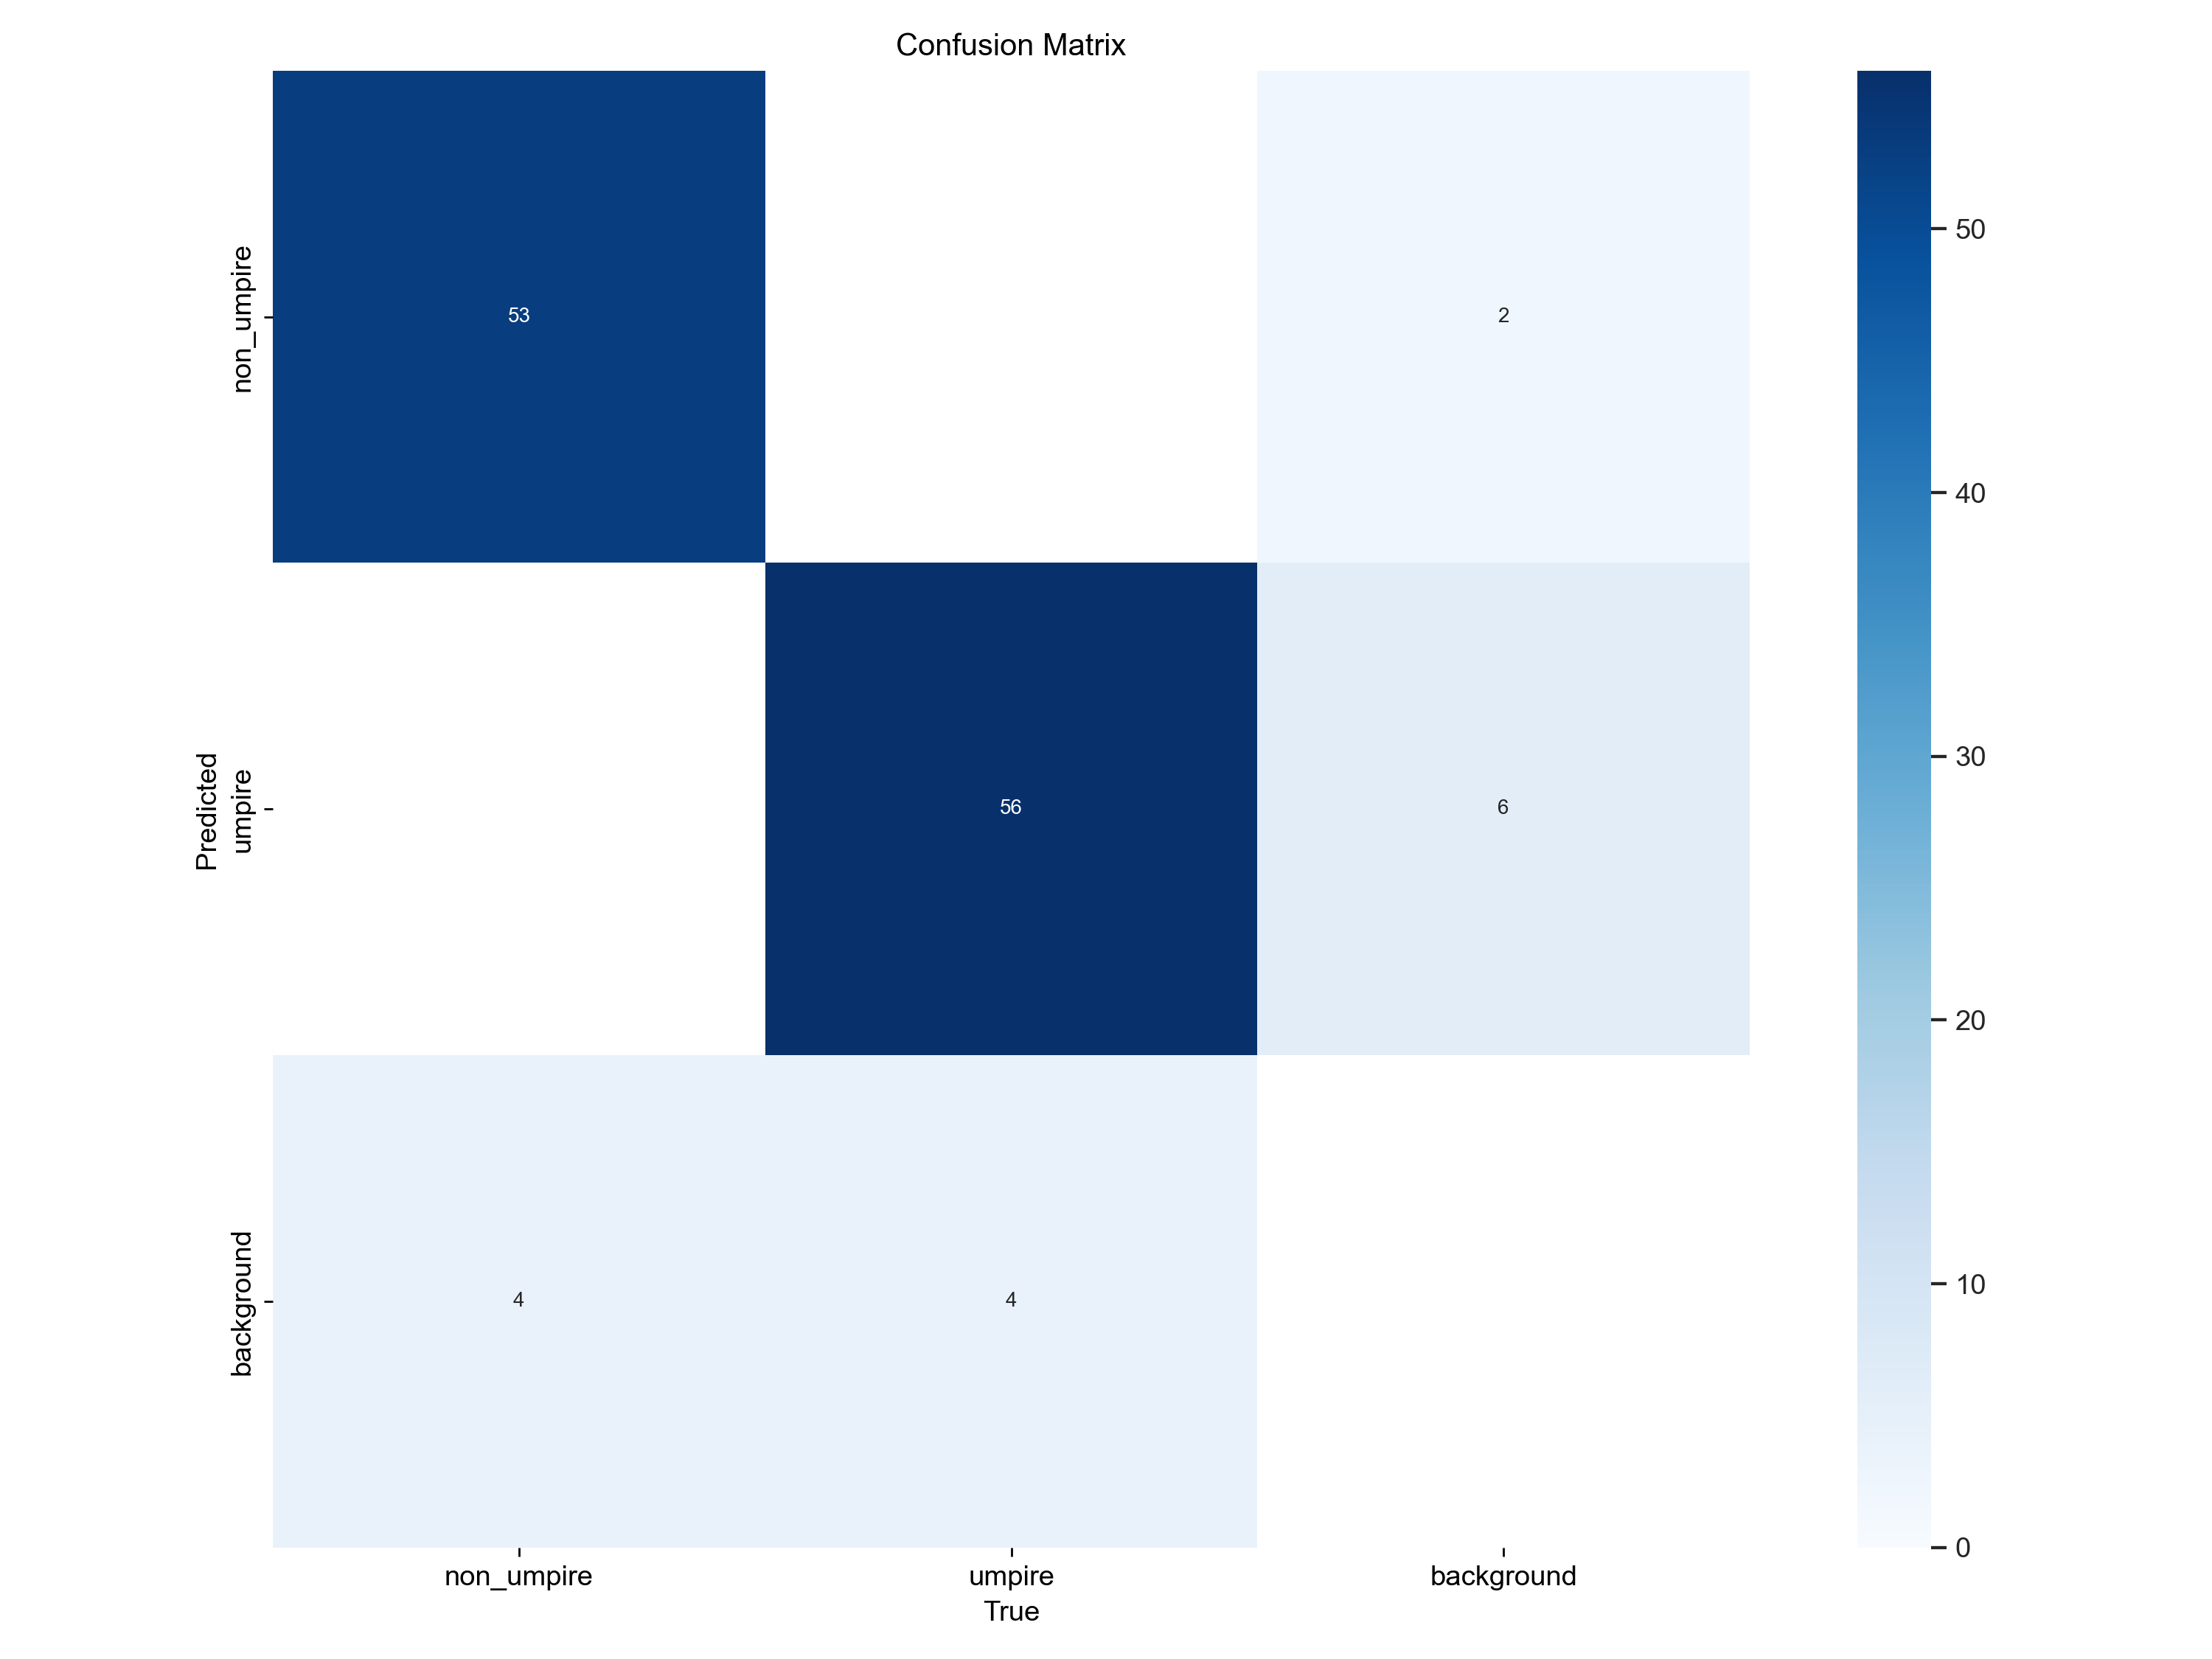 Confusion Matrix
non_umpire
53
2
50
40
Predicted
umpire
56
6
30
20
background
4
4
10
0
non_umpire
umpire
background
True